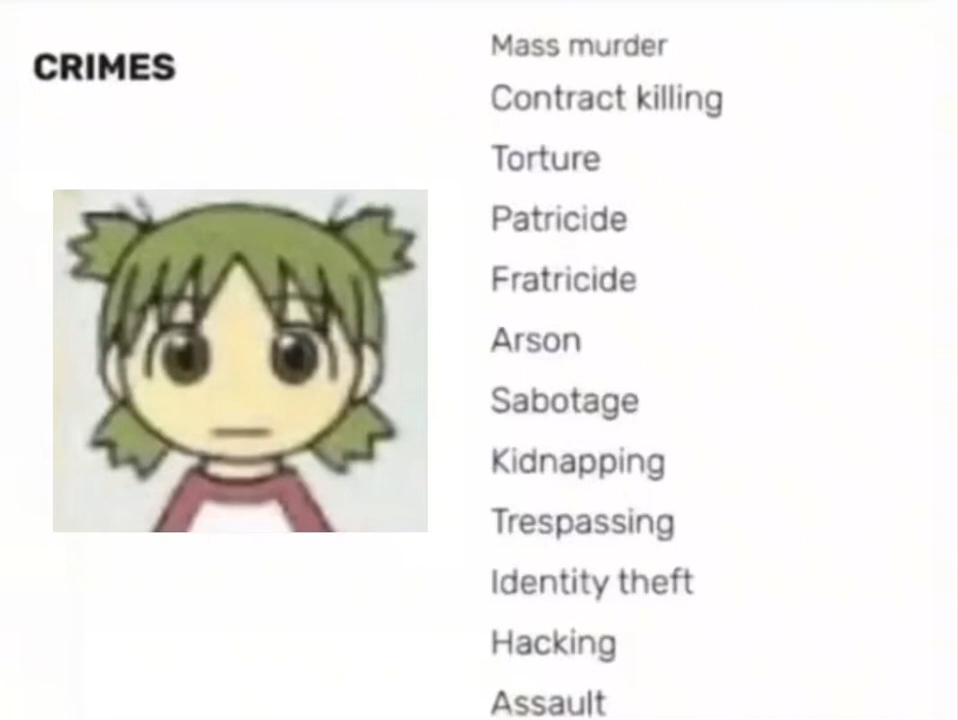 CRIMES
Mass murder
Contract killing
Torture
Patricide
Fratricide
Arson
Sabotage
Kidnapping
Trespassing
Identity theft
Hacking
Assault